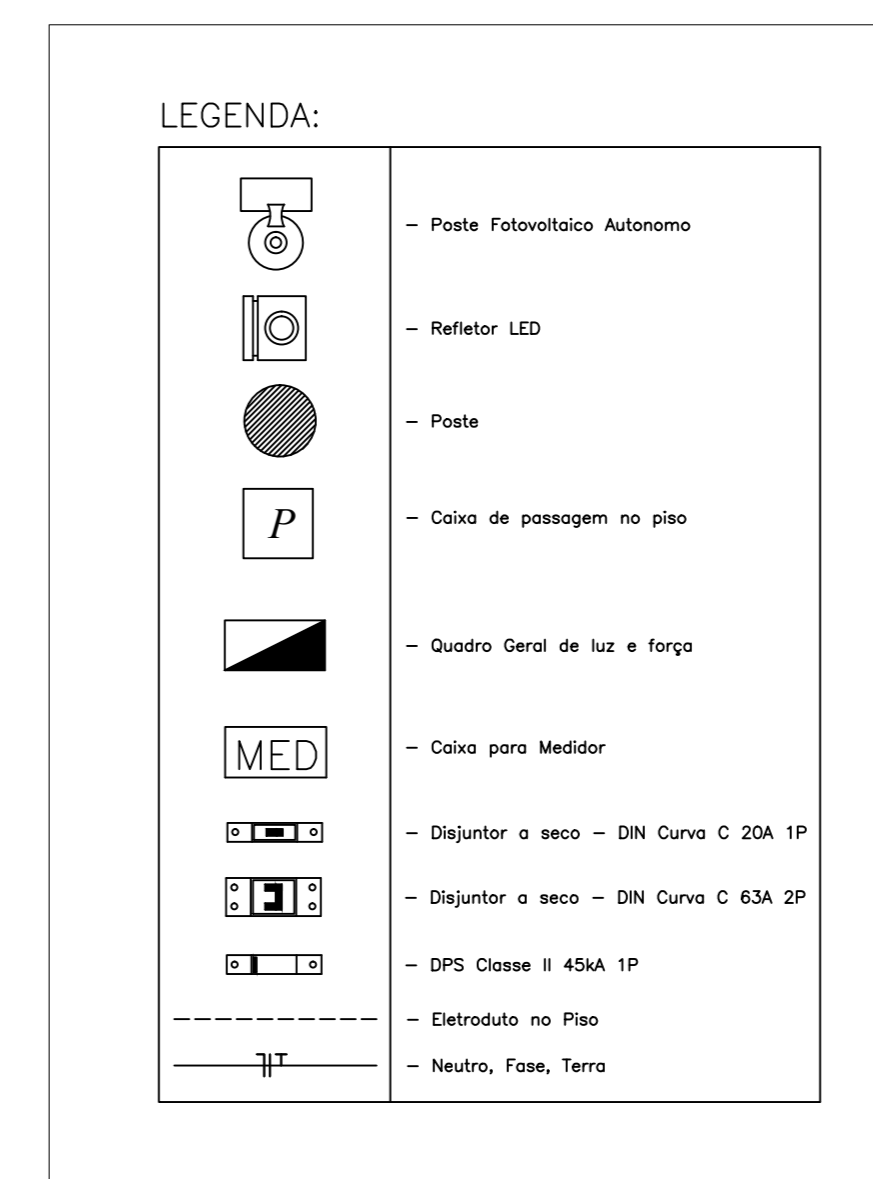 LEGENDA:
– Poste Fotovoltaico Autonomo
– Refletor LED
– Poste
P – Caixa de passagem no piso
– Quadro Geral de luz e força
MED – Caixa para Medidor
– Disjuntor a seco – DIN Curva C 20A 1P
– Disjuntor a seco – DIN Curva C 63A 2P
– DPS Classe II 45kA 1P
– Eletroduto no Piso
– Neutro, Fase, Terra